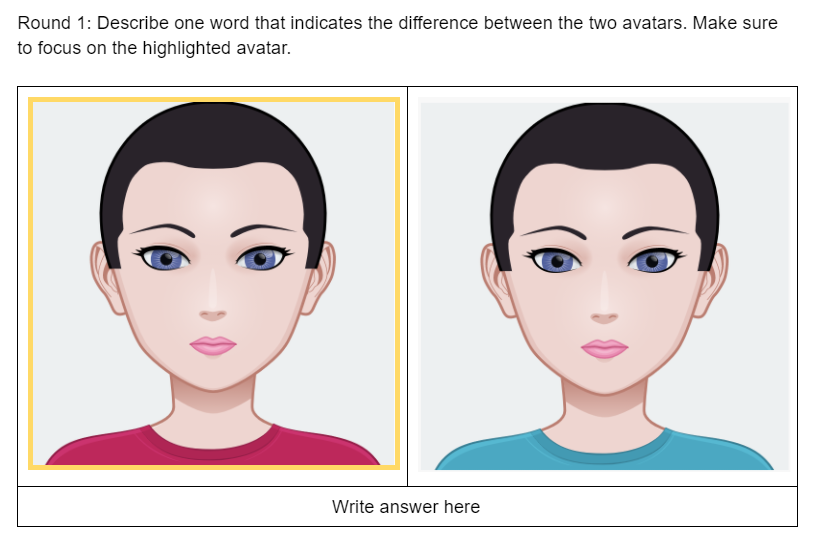 Round 1: Describe one word that indicates the difference between the two avatars. Make sure
to focus on the highlighted avatar.
Write answer here